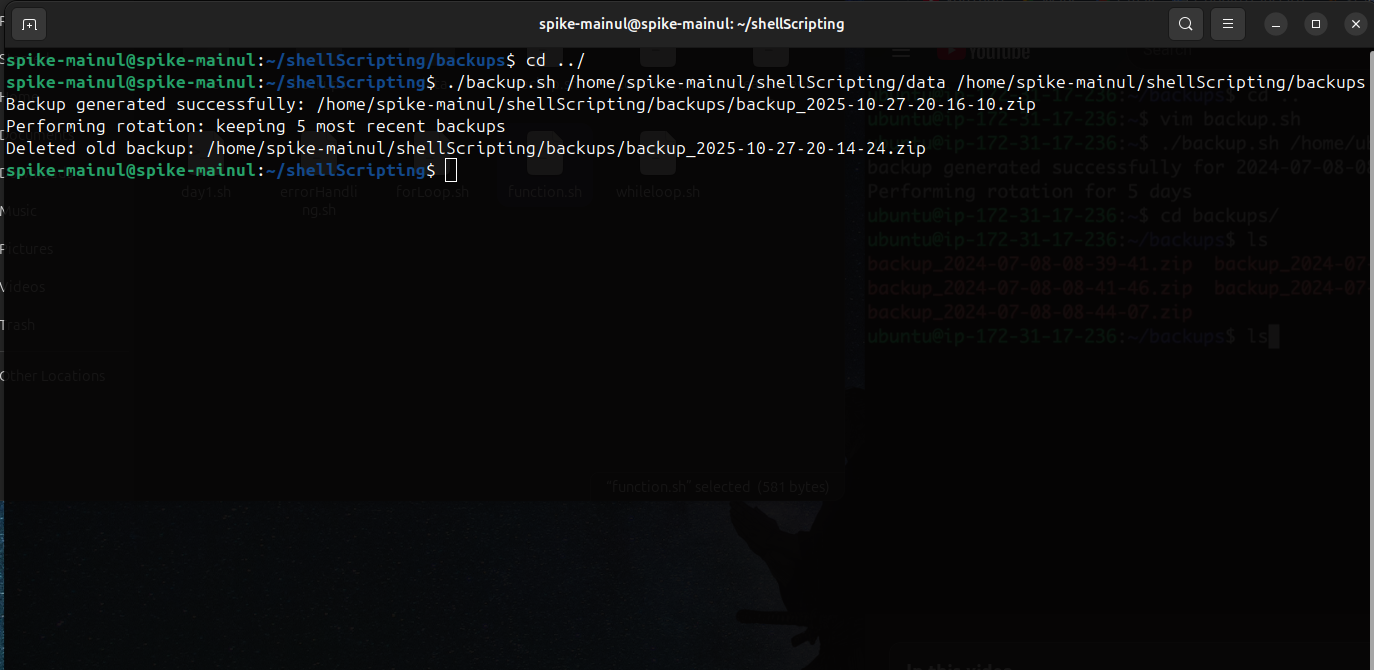 spike-mainul@spike-mainul: ~/shellScripting
spike-mainul@spike-mainul:~/shellScripting/backups$ cd ../
spike-mainul@spike-mainul:~/shellScripting$ ./backup.sh /home/spike-mainul/shellScripting/data /home/spike-mainul/shellScripting/backups
Backup generated successfully: /home/spike-mainul/shellScripting/backups/backup_2025-10-27-20-16-10.zip
Performing rotation: keeping 5 most recent backups
Deleted old backup: /home/spike-mainul/shellScripting/backups/backup_2025-10-27-20-14-24.zip
spike-mainul@spike-mainul:~/shellScripting$
day1.sh
errorHandli
ng.sh
forLoop.sh
function.sh
whileloop.sh
Music
Pictures
Videos
Trash
Other Locations
"function.sh" selected (581 bytes)
YouTube
Search
ubuntu@ip-172-31-17-236:~/backups$ cd ..
ubuntu@ip-172-31-17-236:~$ vim backup.sh
ubuntu@ip-172-31-17-236:~$ ./backup.sh /home/ub
backup generated successfully for 2024-07-08-0
Performing rotation for 5 days
ubuntu@ip-172-31-17-236:~$ cd backups/
ubuntu@ip-172-31-17-236:~/backups$ ls
backup_2024-07-08-08-39-41.zip backup_2024-07-
backup_2024-07-08-08-41-46.zip backup_2024-07-
backup_2024-07-08-08-44-07.zip
ubuntu@ip-172-31-17-236:~/backups$ ls
In this video